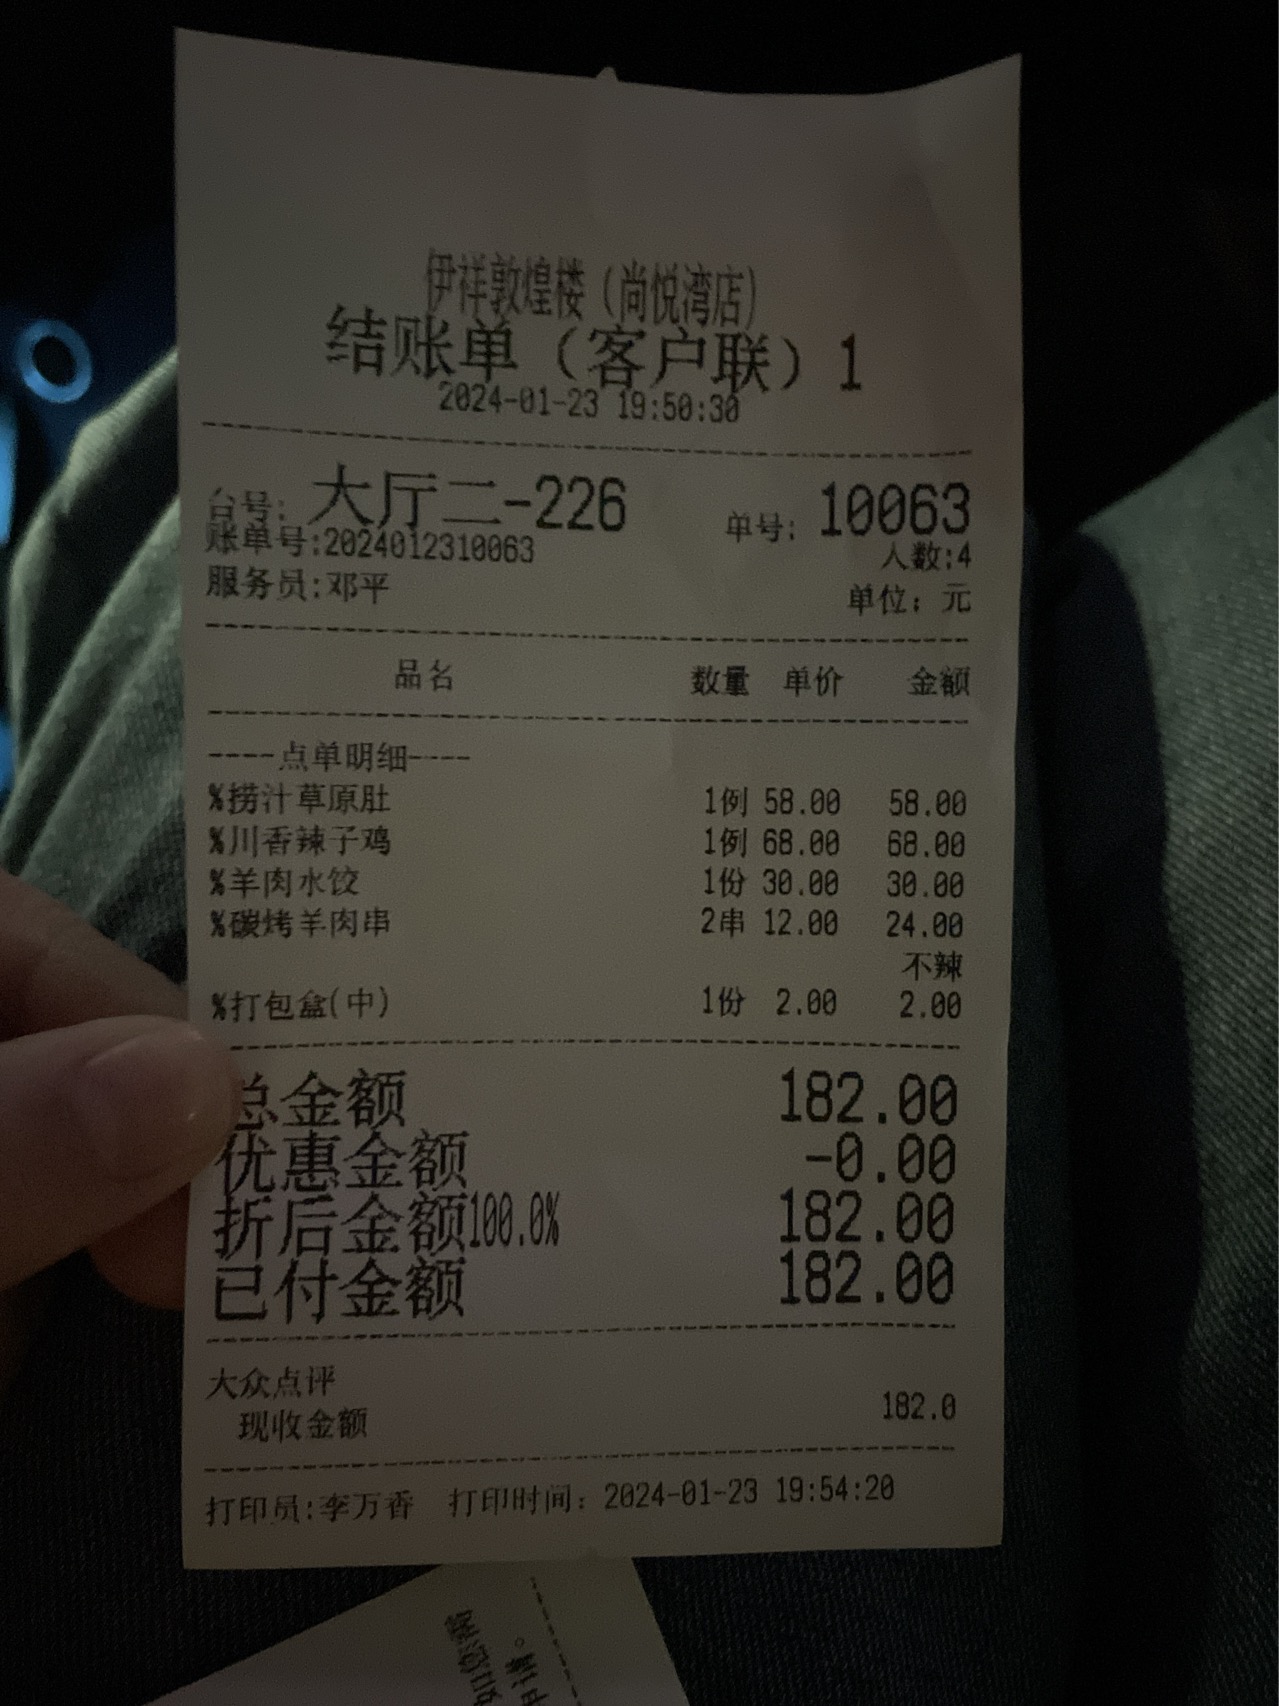 伊祥敦煌楼（尚悦湾店）
结账单（客户联）1
2024-01-23 19:50:30
台号: 大厅二-226 单号: 10063
账单号:2024012310063 人数:4
服务员:邓平 单位: 元
品名 数量 单价 金额
----点单明细----
%捞汁草原肚 1例 58.00 58.00
%川香辣子鸡 1例 68.00 68.00
%羊肉水饺 1份 30.00 30.00
%碳烤羊肉串 2串 12.00 24.00
不辣
%打包盒(中) 1份 2.00 2.00
总金额 182.00
优惠金额 -0.00
折后金额100.0% 182.00
已付金额 182.00
大众点评
现收金额 182.0
打印员:李万香 打印时间: 2024-01-23 19:54:20